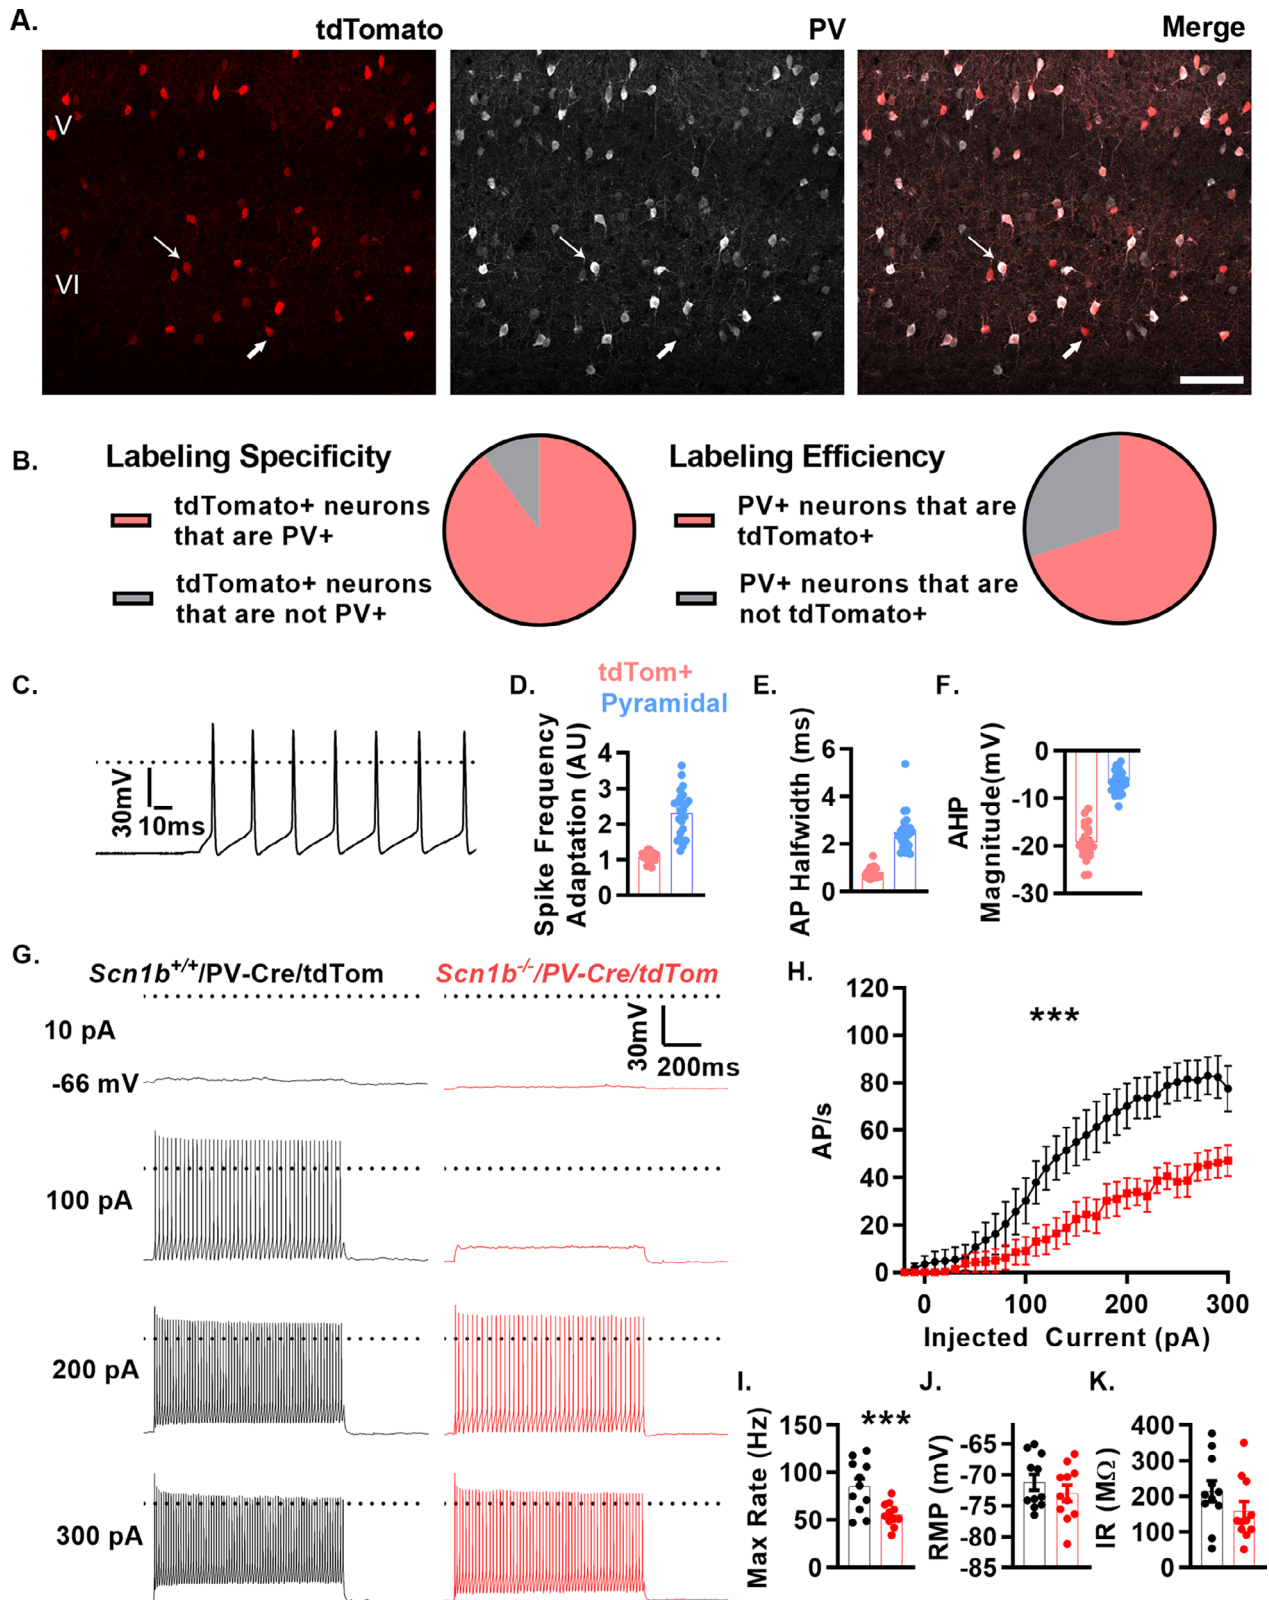 A.
tdTomato
PV
Merge
V
VI
B.
Labeling Specificity
tdTomato+ neurons
that are PV+
tdTomato+ neurons
that are not PV+
Labeling Efficiency
PV+ neurons that are
tdTomato+
PV+ neurons that are
not tdTomato+
C.
30mV
10ms
D.
tdTom+
Pyramidal
Spike Frequency
Adaptation (AU)
4
3
2
1
0
E.
AP Halfwidth (ms)
6
4
2
0
F.
AHP
Magnitude(mV)
0
-10
-20
-30
G.
Scn1b+/+/PV-Cre/tdTom
Scn1b-/-/PV-Cre/tdTom
10 pA
-66 mV
30mV
200ms
100 pA
200 pA
300 pA
H.
AP/s
120
100
80
60
40
20
0
***
0 100 200 300
Injected Current (pA)
I.
Max Rate (Hz)
150
100
50
0
***
J.
RMP (mV)
-65
-70
-75
-80
-85
K.
IR (MΩ)
400
300
200
100
0